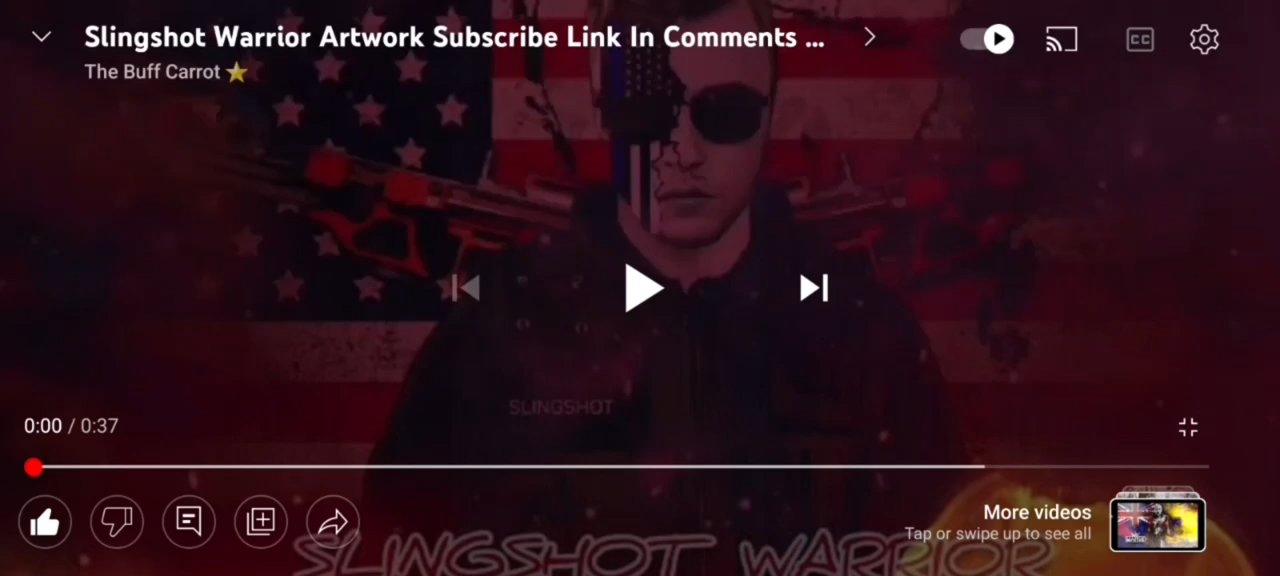 Slingshot Warrior Artwork Subscribe Link In Comments ...
The Buff Carrot
CC
SLINGSHOT
0:00 / 0:37
More videos
Tap or swipe up to see all
SLINGSHOT WARRIOR